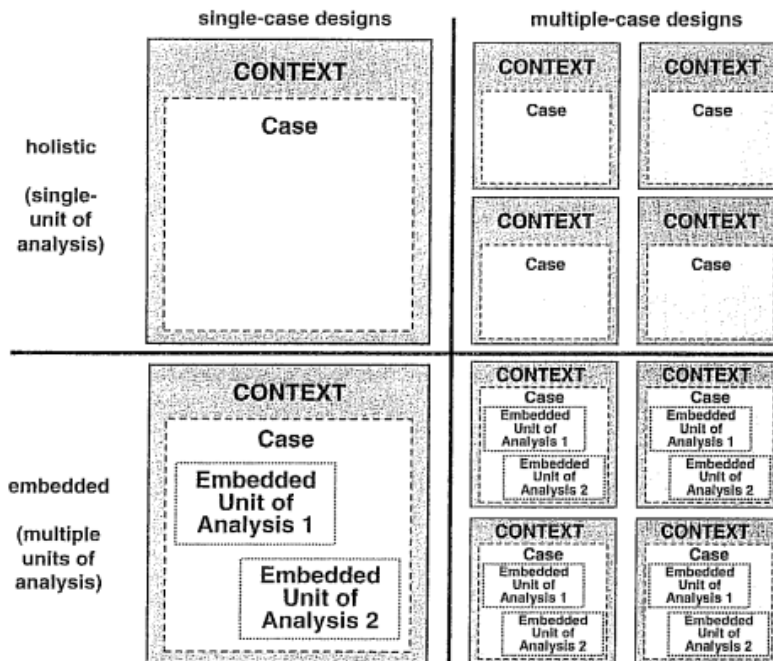 single-case designs
multiple-case designs
holistic
(single-
unit of
analysis)
CONTEXT
Case
CONTEXT
Case
CONTEXT
Case
CONTEXT
Case
CONTEXT
Case
embedded
(multiple
units of
analysis)
CONTEXT
Case
Embedded
Unit of
Analysis 1
Embedded
Unit of
Analysis 2
CONTEXT
Case
Embedded
Unit of
Analysis 1
Embedded
Unit of
Analysis 2
CONTEXT
Case
Embedded
Unit of
Analysis 1
Embedded
Unit of
Analysis 2
CONTEXT
Case
Embedded
Unit of
Analysis 1
Embedded
Unit of
Analysis 2
CONTEXT
Case
Embedded
Unit of
Analysis 1
Embedded
Unit of
Analysis 2